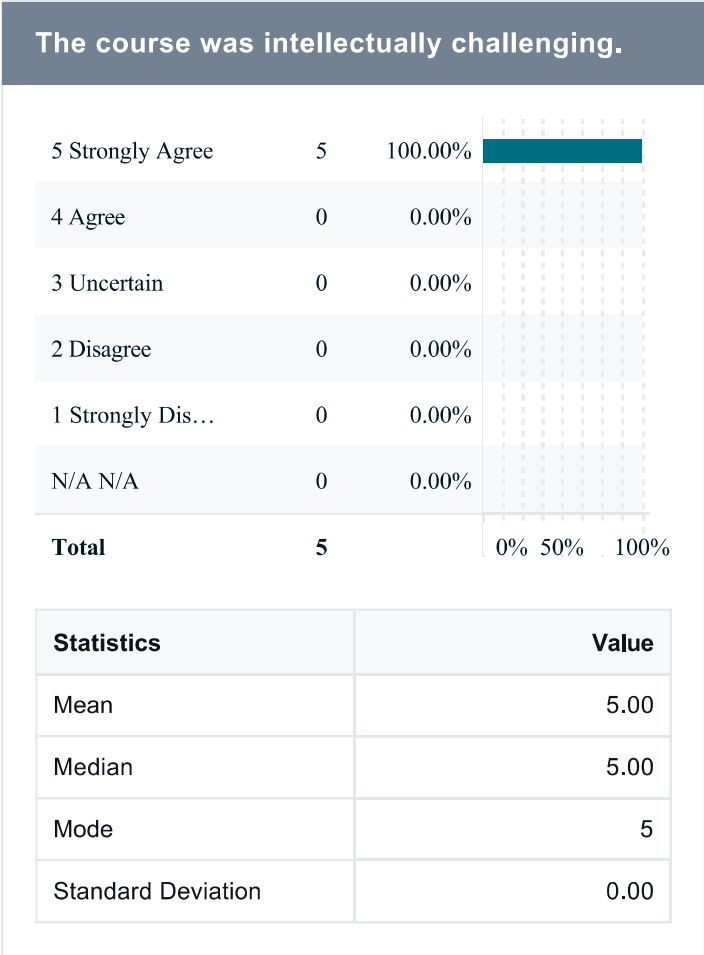 The course was intellectually challenging.
5 Strongly Agree 5 100.00%
4 Agree 0 0.00%
3 Uncertain 0 0.00%
2 Disagree 0 0.00%
1 Strongly Dis... 0 0.00%
N/A N/A 0 0.00%
Total 5 0% 50% 100%
Statistics Value
Mean 5.00
Median 5.00
Mode 5
Standard Deviation 0.00